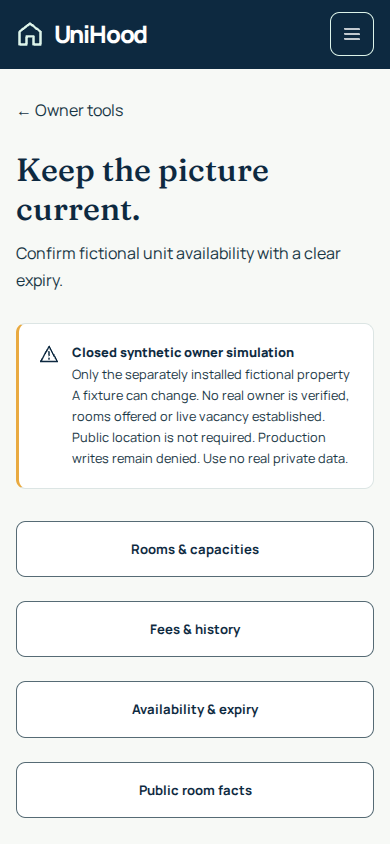 UniHood
← Owner tools
Keep the picture
current.
Confirm fictional unit availability with a clear
expiry.
Closed synthetic owner simulation
Only the separately installed fictional property
A fixture can change. No real owner is verified,
rooms offered or live vacancy established.
Public location is not required. Production
writes remain denied. Use no real private data.
Rooms & capacities
Fees & history
Availability & expiry
Public room facts